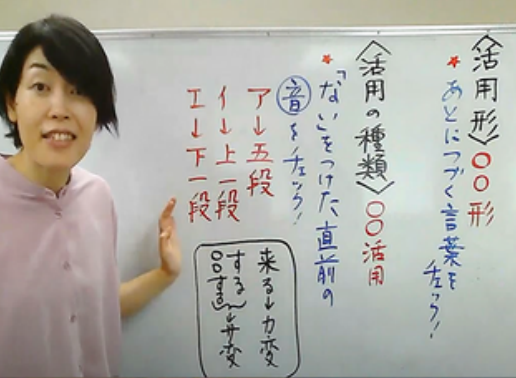 〈活用形〉〇〇形
★あとにつづく言葉を
チェック!
〈活用の種類〉〇〇活用
★「ない」をつけた直前の
音をチェック!
ア→五段
イ→上一段
エ→下一段
来る→カ変
する
〇〇する→サ変